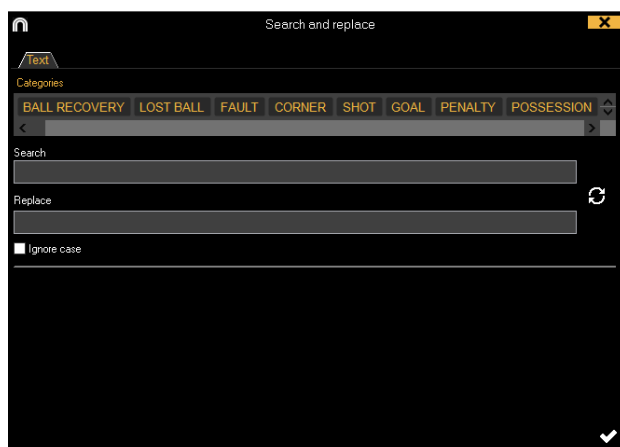 Search and replace
Text
Categories
BALL RECOVERY LOST BALL FAULT CORNER SHOT GOAL PENALTY POSSESSION
Search
Replace
Ignore case